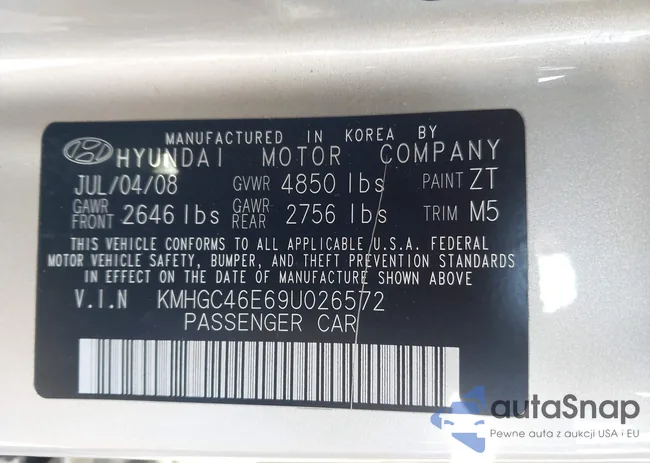 MANUFACTURED IN KOREA BY
HYUNDAI MOTOR COMPANY
JUL/04/08 GVWR 4850 lbs PAINT ZT
GAWR FRONT 2646 lbs GAWR REAR 2756 lbs TRIM M5
THIS VEHICLE CONFORMS TO ALL APPLICABLE U.S.A. FEDERAL
MOTOR VEHICLE SAFETY, BUMPER, AND THEFT PREVENTION STANDARDS
IN EFFECT ON THE DATE OF MANUFACTURE SHOWN ABOVE
V.I.N KMHGC46E69U026572
PASSENGER CAR
autaSnap
Pewne auta z aukcji USA i EU